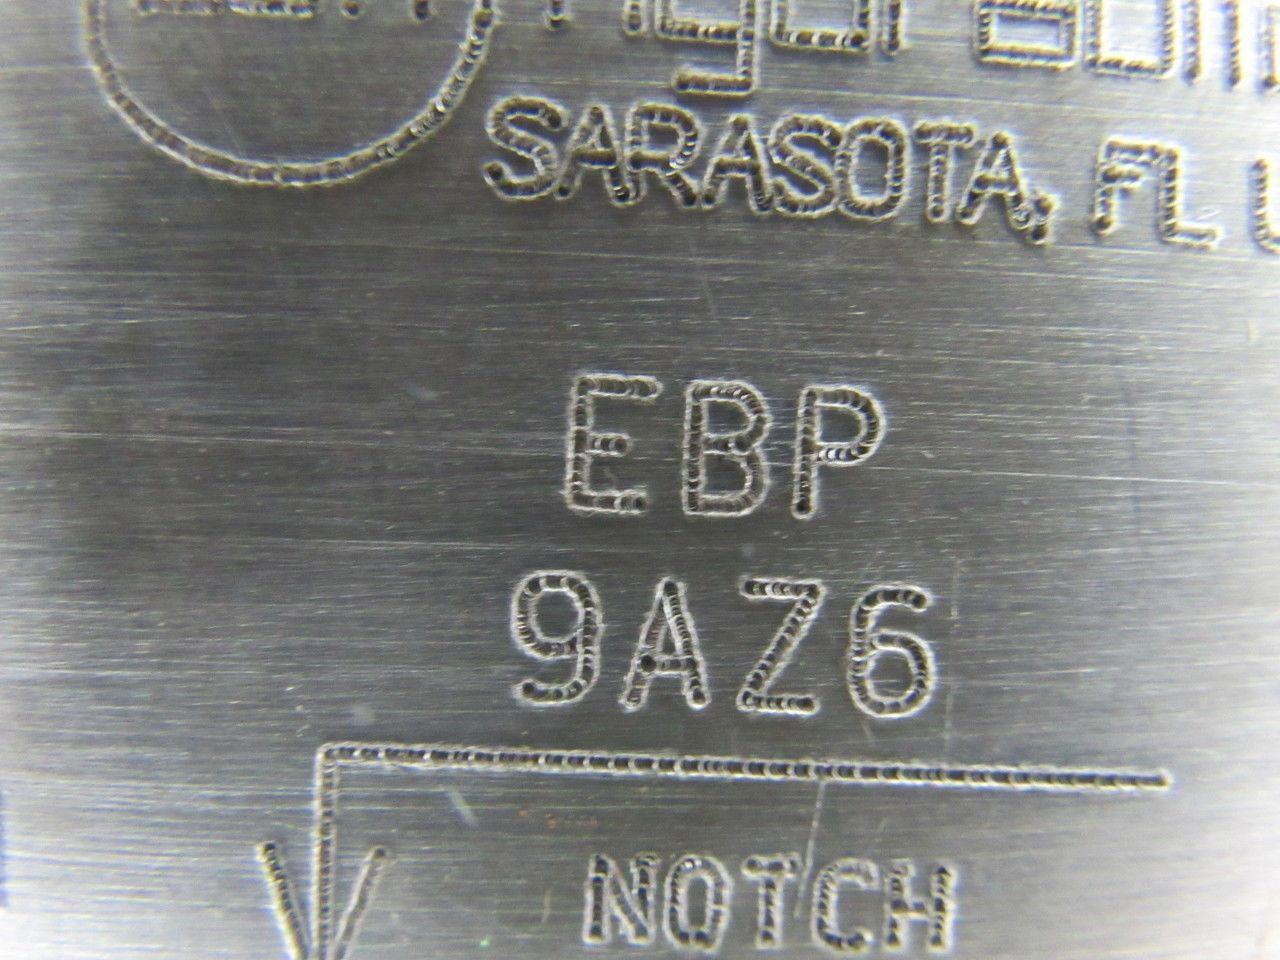 SARASOTA, FL
EBP
9AZ6
NOTCH